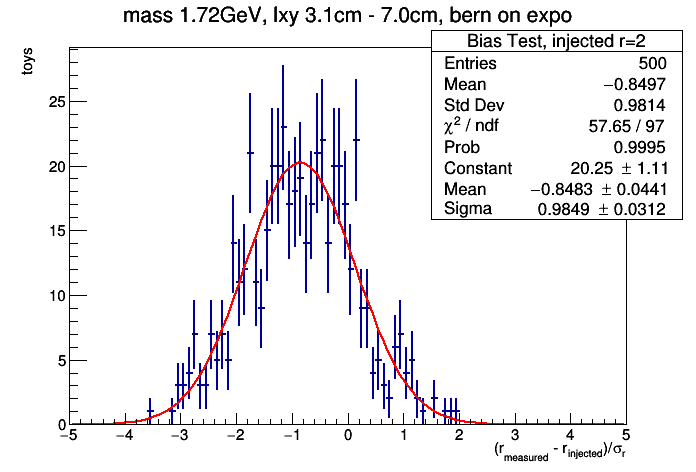 mass 1.72GeV, lxy 3.1cm - 7.0cm, bern on expo
Bias Test, injected r=2
Entries 500
Mean −0.8497
Std Dev 0.9814
χ² / ndf 57.65 / 97
Prob 0.9995
Constant 20.25 ± 1.11
Mean −0.8483 ± 0.0441
Sigma 0.9849 ± 0.0312
toys
25
20
15
10
5
0
−5 −4 −3 −2 −1 0 1 2 3 4 5
(r_measured - r_injected)/σ_r